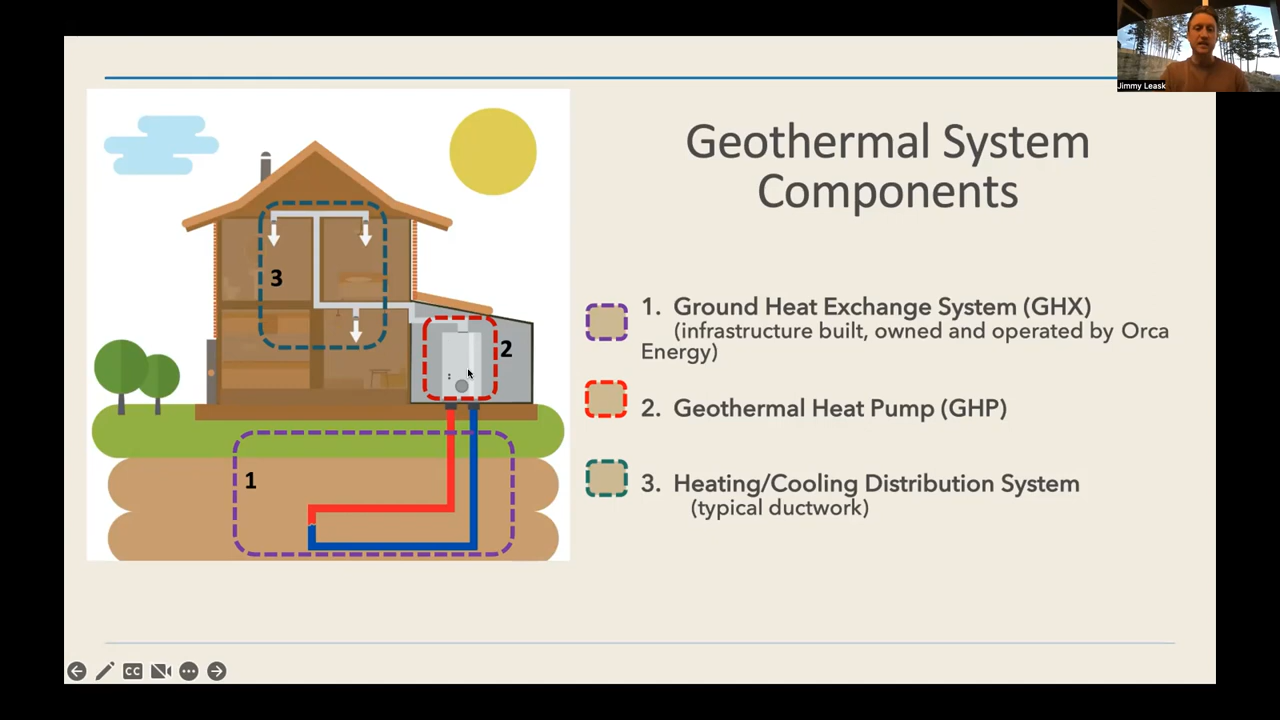 Jimmy Leask
Geothermal System
Components
3
2
1
1. Ground Heat Exchange System (GHX)
(infrastructure built, owned and operated by Orca
Energy)
2. Geothermal Heat Pump (GHP)
3. Heating/Cooling Distribution System
(typical ductwork)
CC